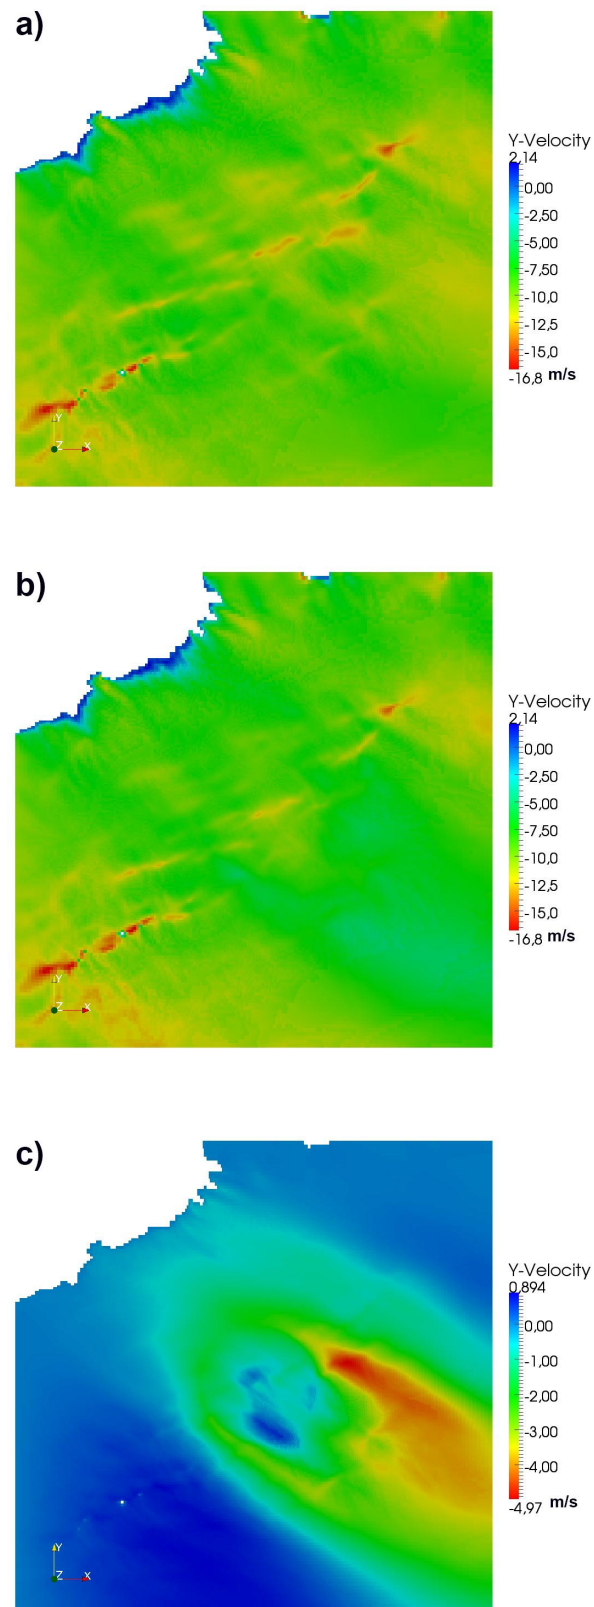 a)
Y-Velocity
2,14
0,00
-2,50
-5,00
-7,50
-10,0
-12,5
-15,0
-16,8 m/s
Y
Z X
b)
Y-Velocity
2,14
0,00
-2,50
-5,00
-7,50
-10,0
-12,5
-15,0
-16,8 m/s
Y
Z X
c)
Y-Velocity
0,894
0,00
-1,00
-2,00
-3,00
-4,00
-4,97 m/s
Y
Z X